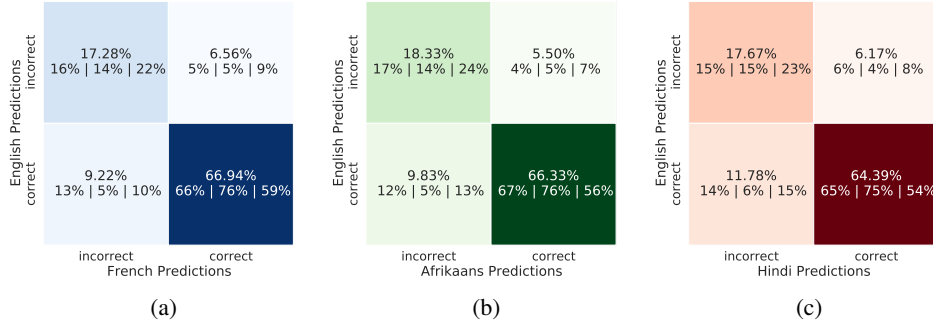 English Predictions
incorrect
correct
17.28%
16% | 14% | 22%
6.56%
5% | 5% | 9%
9.22%
13% | 5% | 10%
66.94%
66% | 76% | 59%
incorrect
correct
French Predictions
(a)
English Predictions
incorrect
correct
18.33%
17% | 14% | 24%
5.50%
4% | 5% | 7%
9.83%
12% | 5% | 13%
66.33%
67% | 76% | 56%
incorrect
correct
Afrikaans Predictions
(b)
English Predictions
incorrect
correct
17.67%
15% | 15% | 23%
6.17%
6% | 4% | 8%
11.78%
14% | 6% | 15%
64.39%
65% | 75% | 54%
incorrect
correct
Hindi Predictions
(c)